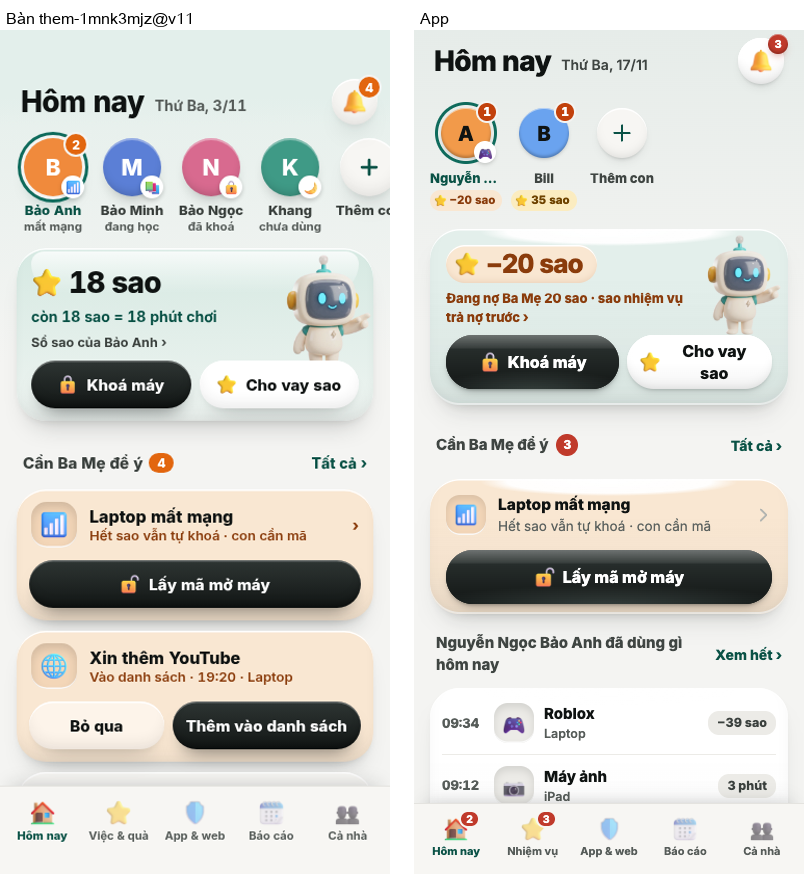 Bản them-1mnk3mjz@v11
Hôm nay Thứ Ba, 3/11
4
B
2
M
N
K
+
Bảo Anh
Bảo Minh
Bảo Ngọc
Khang
Thêm co
mất mạng
đang học
đã khoá
chưa dùng
18 sao
còn 18 sao = 18 phút chơi
Sổ sao của Bảo Anh ›
Khoá máy
Cho vay sao
Cần Ba Mẹ để ý 4
Tất cả ›
Laptop mất mạng
Hết sao vẫn tự khoá · con cần mã
›
Lấy mã mở máy
Xin thêm YouTube
Vào danh sách · 19:20 · Laptop
Bỏ qua
Thêm vào danh sách
Hôm nay
Việc & quà
App & web
Báo cáo
Cả nhà
App
Hôm nay Thứ Ba, 17/11
3
A
1
B
1
+
Nguyễn ...
Bill
Thêm con
−20 sao
35 sao
−20 sao
Đang nợ Ba Mẹ 20 sao · sao nhiệm vụ
trả nợ trước ›
Khoá máy
Cho vay
sao
Cần Ba Mẹ để ý 3
Tất cả ›
Laptop mất mạng
Hết sao vẫn tự khoá · con cần mã
Lấy mã mở máy
Nguyễn Ngọc Bảo Anh đã dùng gì
hôm nay
Xem hết ›
09:34
Roblox
Laptop
−39 sao
09:12
Máy ảnh
iPad
3 phút
2
3
Hôm nay
Nhiệm vụ
App & web
Báo cáo
Cả nhà